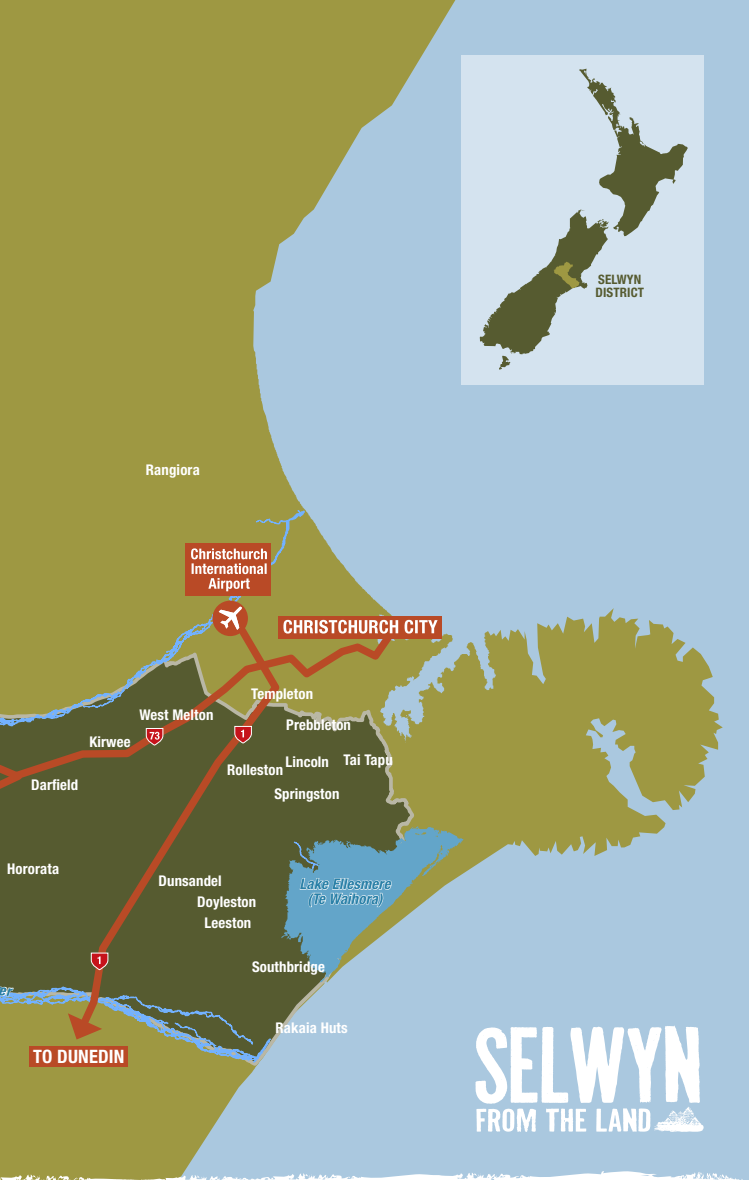 SELWYN
DISTRICT
Rangiora
Christchurch
International
Airport
CHRISTCHURCH CITY
Templeton
West Melton
Prebbleton
73
1
Kirwee
Lincoln
Tai Tapu
Rolleston
Darfield
Springston
Hororata
Dunsandel
Lake Ellesmere
(Te Waihora)
Doyleston
Leeston
1
Southbridge
er
Rakaia Huts
TO DUNEDIN
SELWYN
FROM THE LAND